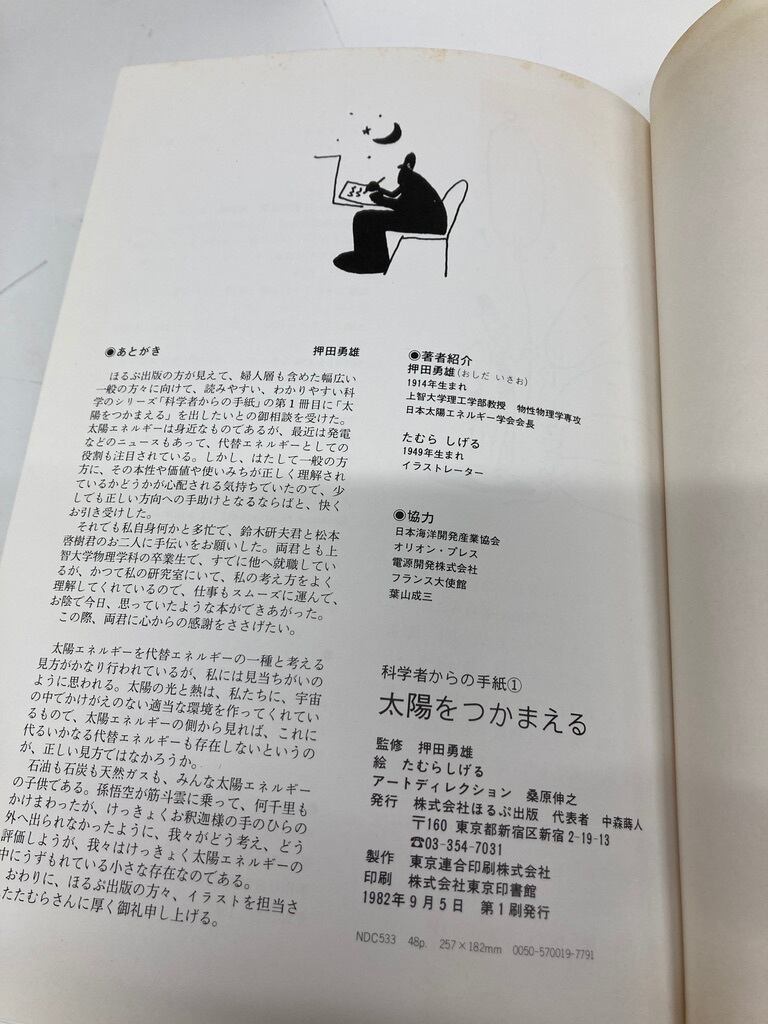 ●あとがき　押田勇雄
ほるぷ出版の方が見えて、婦人層も含めた幅広い
一般の方々に向けて、読みやすい、わかりやすい科
学のシリーズ「科学者からの手紙」の第1冊目に「太
陽をつかまえる」を出したいとの御相談を受けた。
太陽エネルギーは身近なものであるが、最近は発電
などのニュースもあって、代替エネルギーとしての
役割も注目されている。しかし、はたして一般の方
方に、その本性や価値や使いみちが正しく理解され
ているかどうかが心配される気持ちでいたので、少
しでも正しい方向への手助けとなるならばと、快く
お引き受けした。
それでも私自身何かと多忙で、鈴木研夫君と松本
啓樹君のお二人に手伝いをお願いした。両君とも上
智大学物理学科の卒業生で、すでに他へ就職してい
るが、かつて私の研究室にいて、私の考え方をよく
理解してくれているので、仕事もスムーズに運んで、
お陰で今日、思っていたような本ができあがった。
この際、両君に心からの感謝をささげたい。
太陽エネルギーを代替エネルギーの一種と考える
見方がかなり行われているが、私には見当ちがいの
ように思われる。太陽の光と熱は、私たちに、宇宙
の中でかけがえのない適当な環境を作ってくれてい
るもので、太陽エネルギーの側から見れば、これに
代るいかなる代替エネルギーも存在しないというの
が、正しい見方ではなかろうか。
石油も石炭も天然ガスも、みんな太陽エネルギー
の子供である。孫悟空が筋斗雲に乗って、何千里も
かけまわったが、けっきょくお釈迦様の手のひらの
外へ出られなかったように、我々がどう考え、どう
評価しようが、我々はけっきょく太陽エネルギーの
中にうずもれている小さな存在なのである。
おわりに、ほるぷ出版の方々、イラストを担当さ
れたたむらさんに厚く御礼申し上げる。
●著者紹介
押田勇雄(おしだ いさお)
1914年生まれ
上智大学理工学部教授　物性物理学専攻
日本太陽エネルギー学会会長
たむら しげる
1949年生まれ
イラストレーター
●協力
日本海洋開発産業協会
オリオン・プレス
電源開発株式会社
フランス大使館
葉山成三
科学者からの手紙①
太陽をつかまえる
監修　押田勇雄
絵　たむらしげる
アートディレクション　桑原伸之
発行　株式会社ほるぷ出版　代表者　中森蒔人
〒160 東京都新宿区新宿2-19-13
☎03-354-7031
製作　東京連合印刷株式会社
印刷　株式会社東京印書館
1982年9月5日　第1刷発行
NDC533　48p.　257×182mm　0050-570019-7791